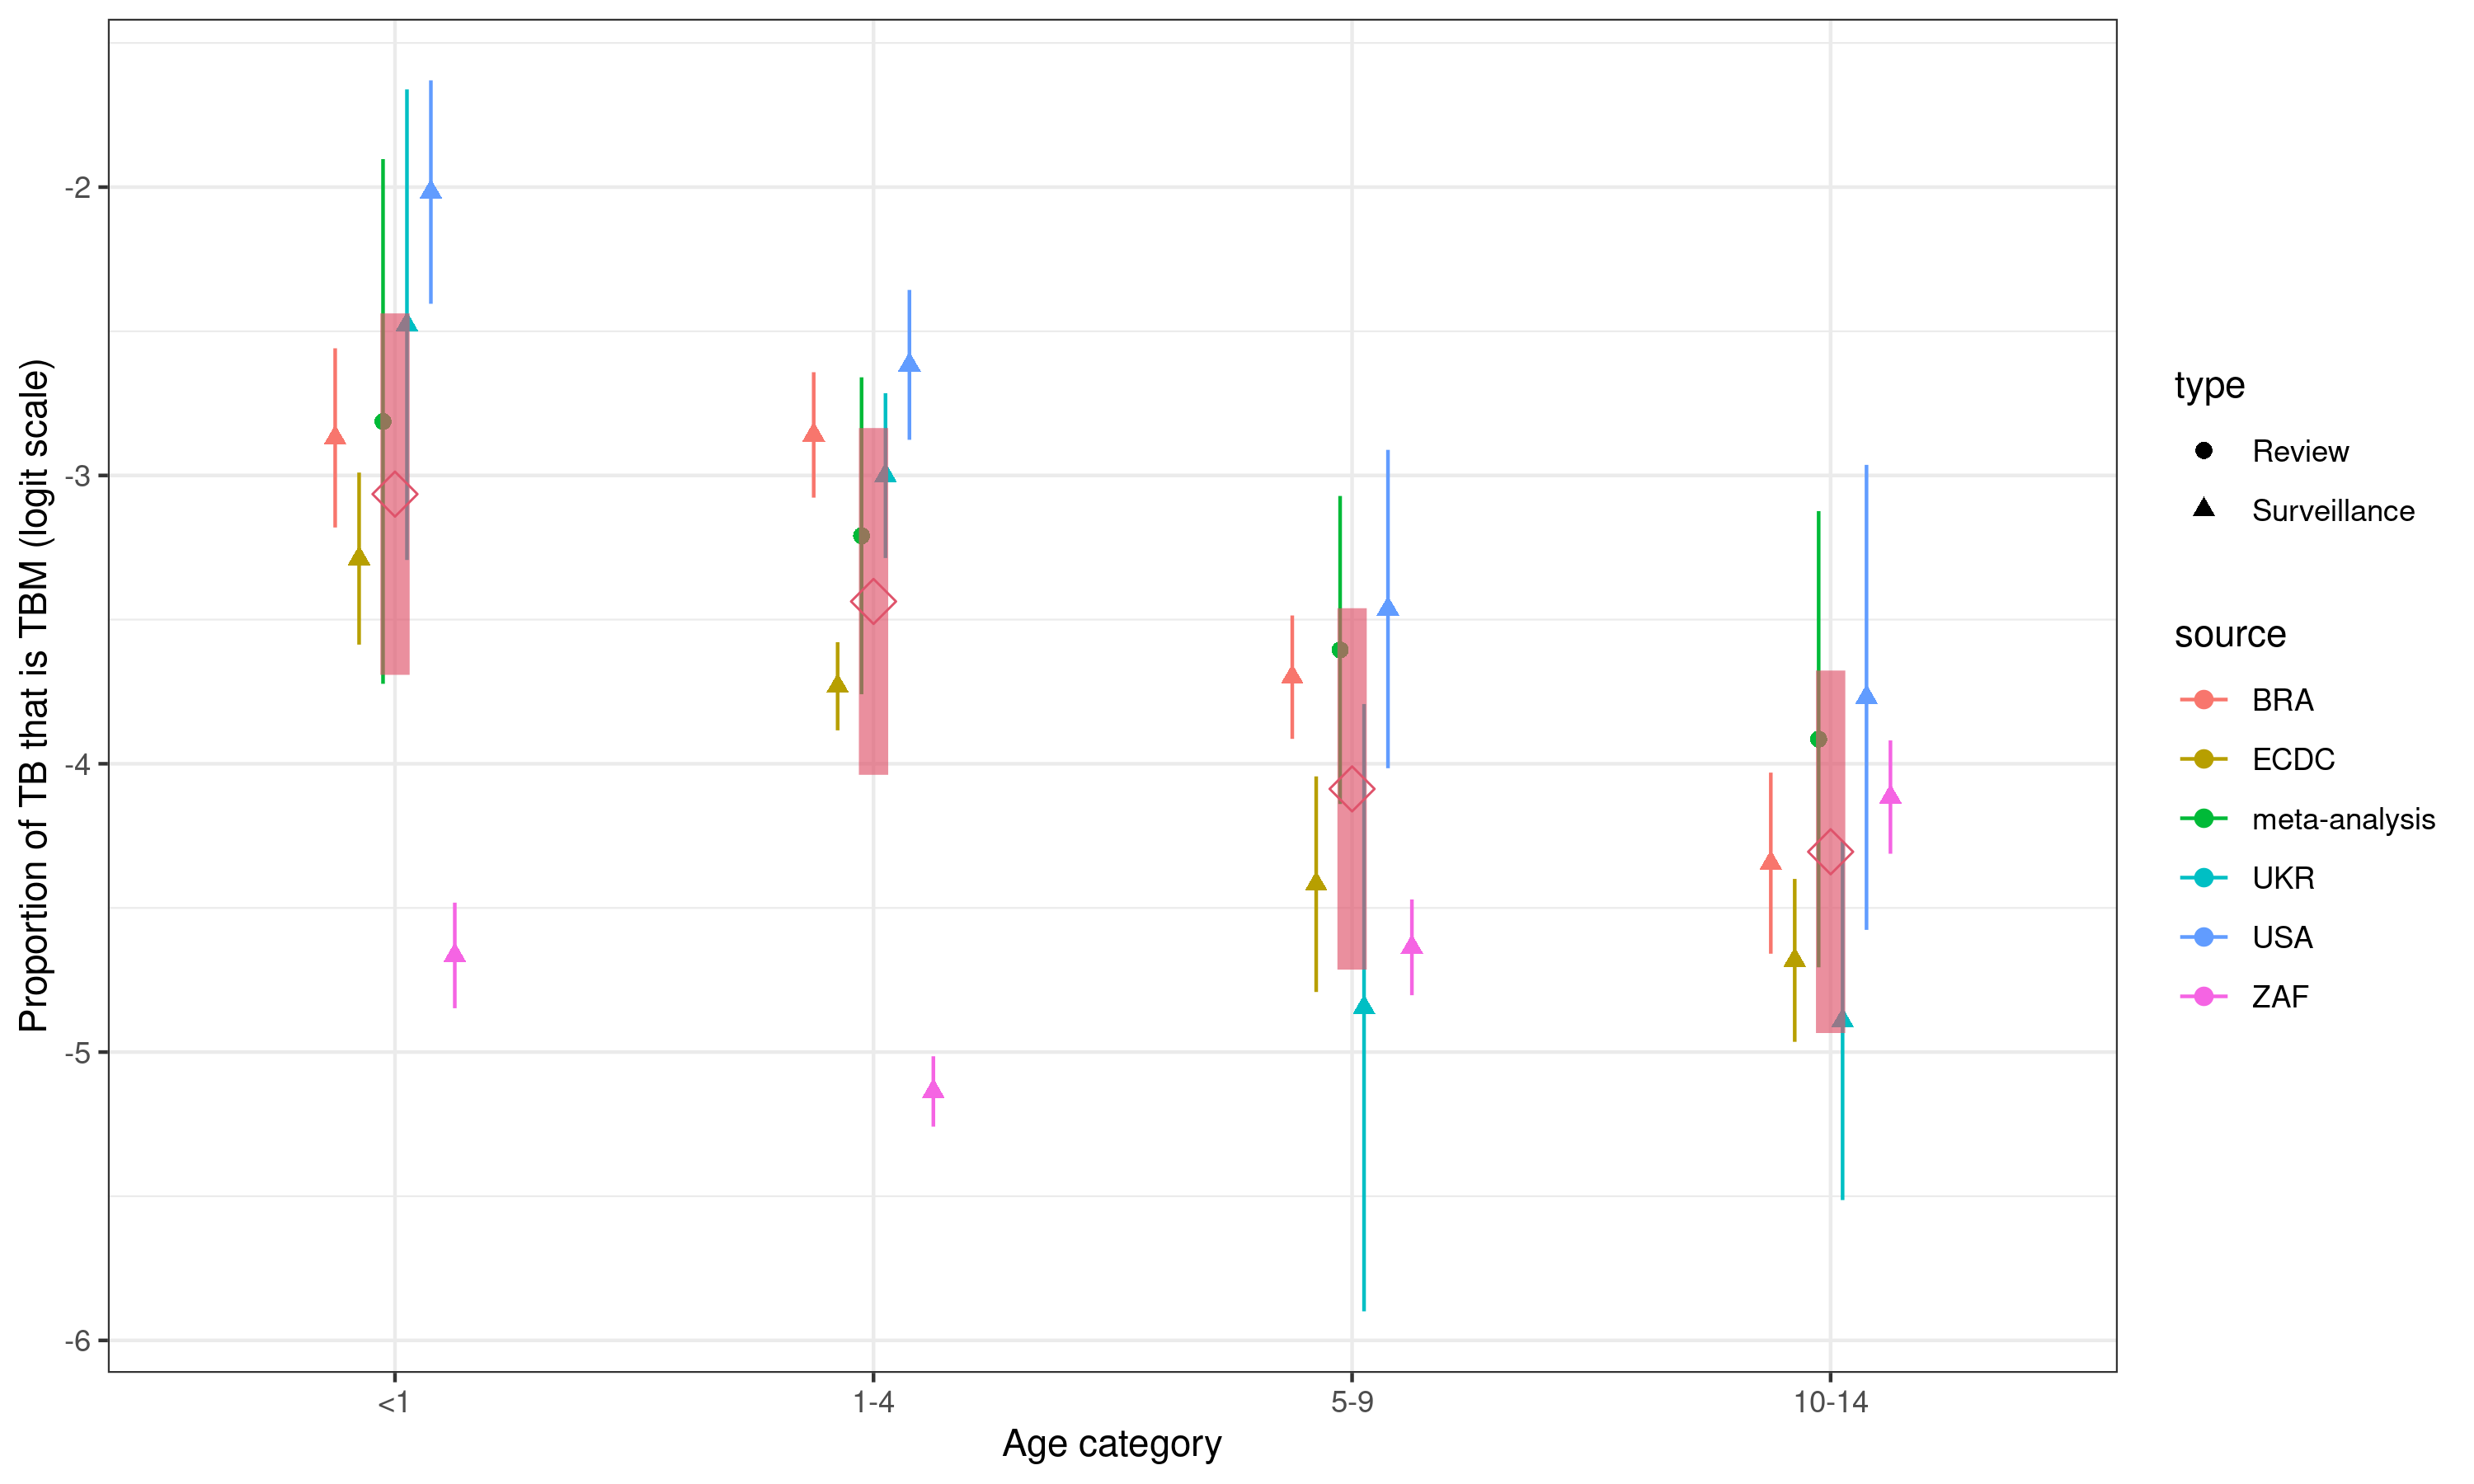 Proportion of TB that is TBM (logit scale)
-2
-3
-4
-5
-6
<1
1-4
5-9
10-14
Age category
type
Review
Surveillance
source
BRA
ECDC
meta-analysis
UKR
USA
ZAF